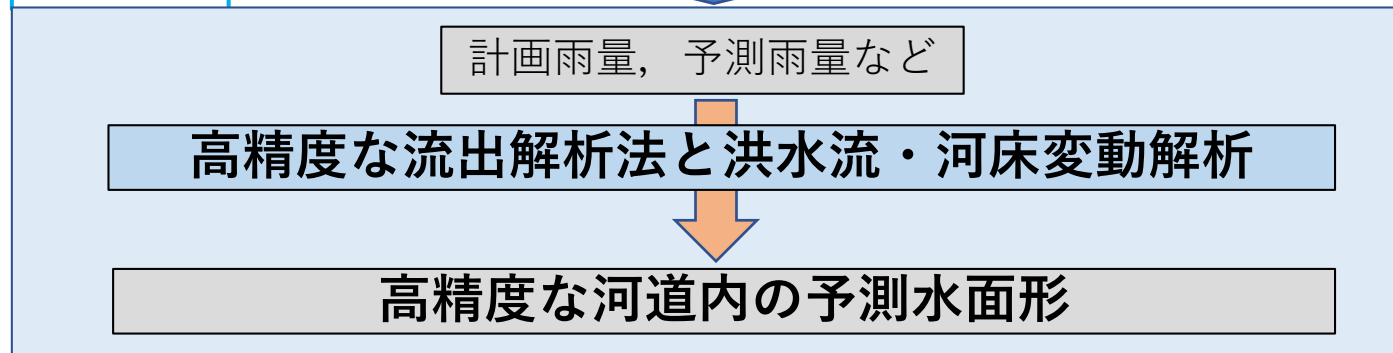 計画雨量，予測雨量など
高精度な流出解析法と洪水流・河床変動解析
高精度な河道内の予測水面形